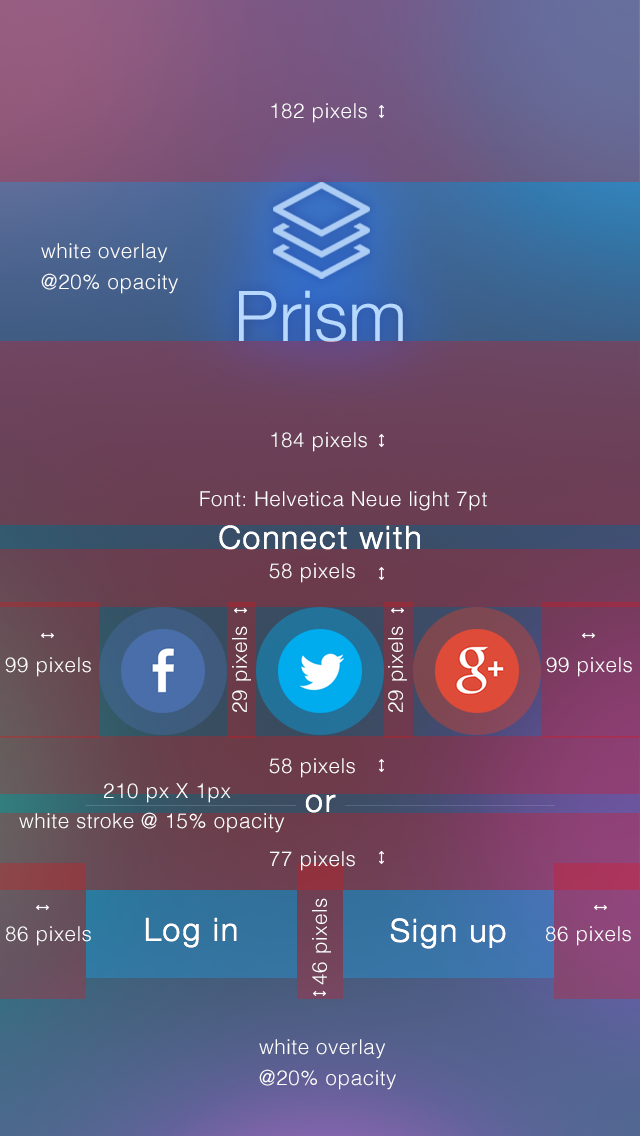 182 pixels ↕
white overlay
@20% opacity
Prism
184 pixels ↕
Font: Helvetica Neue light 7pt
Connect with
58 pixels ↕
↔
99 pixels
f
29 pixels ↕
29 pixels ↕
g+
↔
99 pixels
58 pixels ↕
210 px X 1px
or
white stroke @ 15% opacity
77 pixels ↕
↔
86 pixels
Log in
↔46 pixels
Sign up
↔
86 pixels
white overlay
@20% opacity